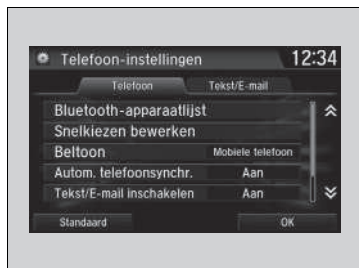 Telefoon-instellingen 12:34
Telefoon Tekst/E-mail
Bluetooth-apparaatlijst
Snelkiezen bewerken
Beltoon Mobiele telefoon
Autom. telefoonsynchr. Aan
Tekst/E-mail inschakelen Aan
Standaard OK